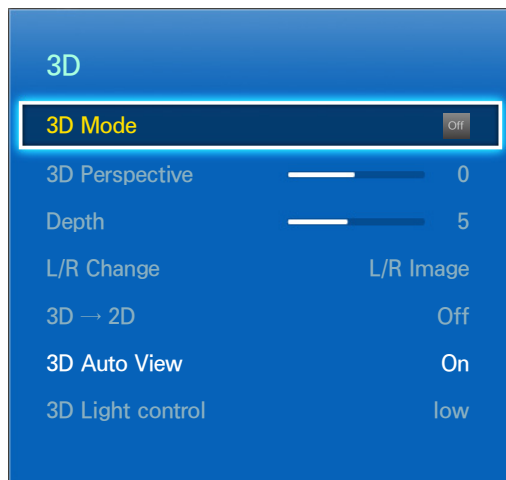 3D
3D Mode Off
3D Perspective 0
Depth 5
L/R Change L/R Image
3D → 2D Off
3D Auto View On
3D Light control low